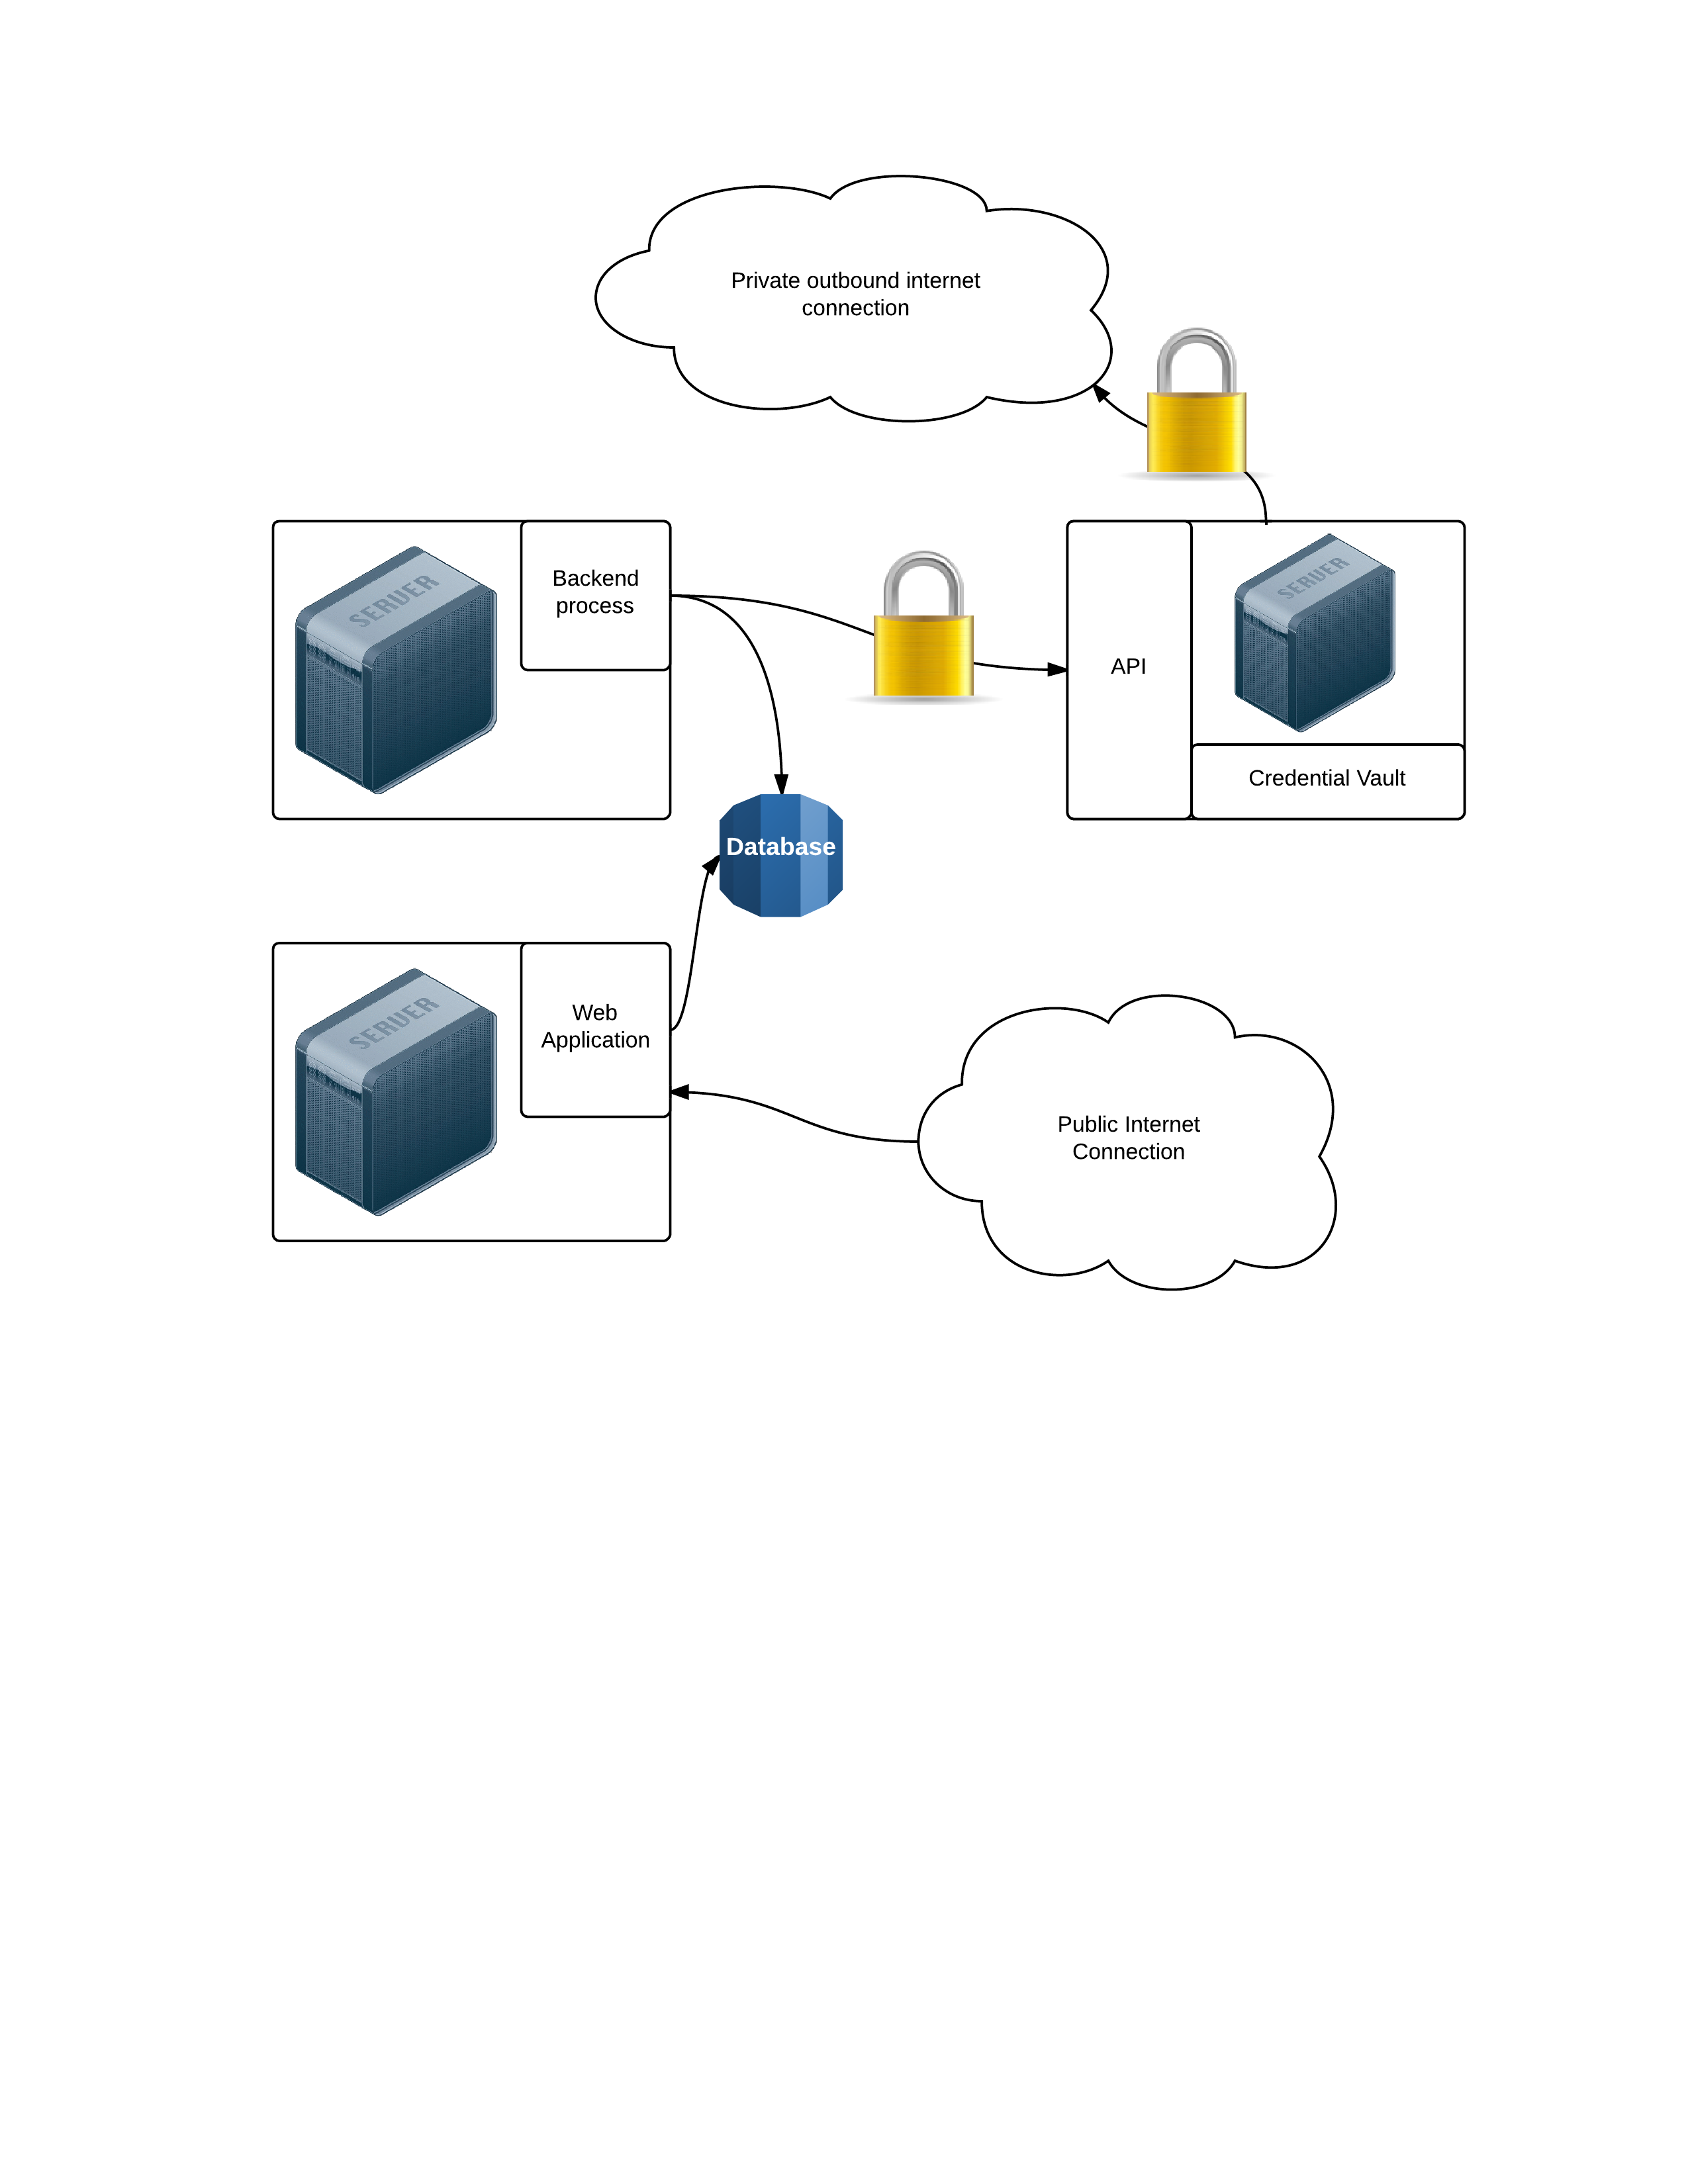 Private outbound internet
connection
SERVER
Backend
process
API
SERVER
Credential Vault
Database
SERVER
Web
Application
Public Internet
Connection